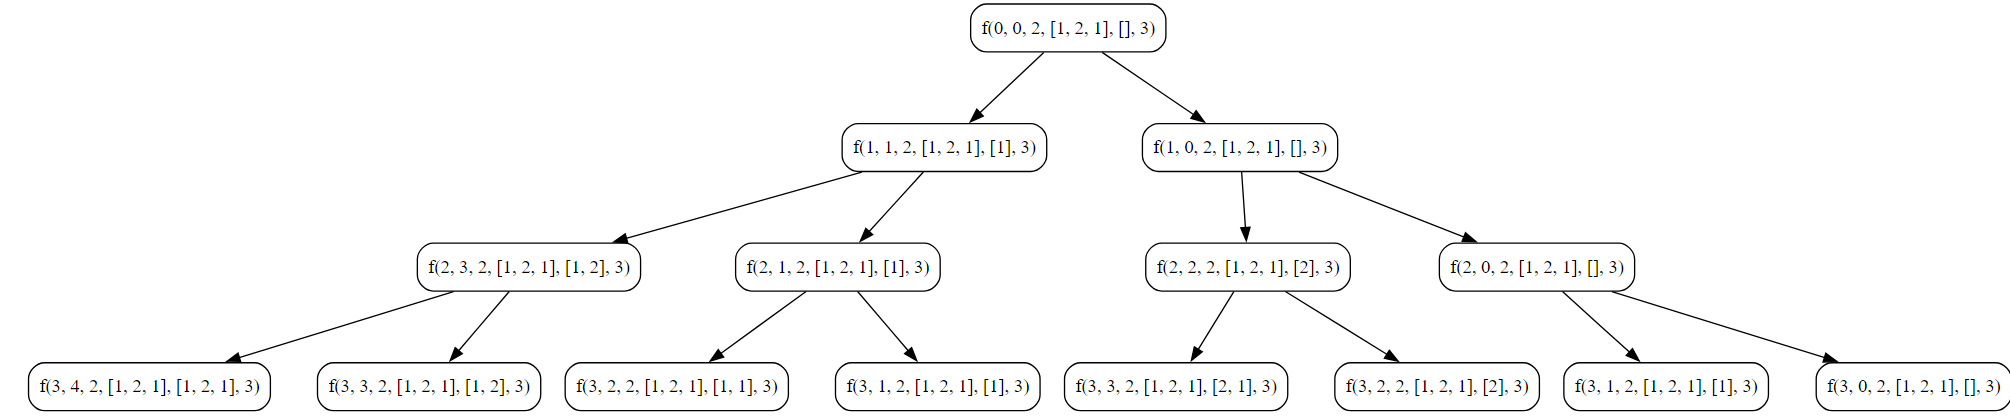 f(0, 0, 2, [1, 2, 1], [], 3)
f(1, 1, 2, [1, 2, 1], [1], 3)
f(1, 0, 2, [1, 2, 1], [], 3)
f(2, 3, 2, [1, 2, 1], [1, 2], 3)
f(2, 1, 2, [1, 2, 1], [1], 3)
f(2, 2, 2, [1, 2, 1], [2], 3)
f(2, 0, 2, [1, 2, 1], [], 3)
f(3, 4, 2, [1, 2, 1], [1, 2, 1], 3)
f(3, 3, 2, [1, 2, 1], [1, 2], 3)
f(3, 2, 2, [1, 2, 1], [1, 1], 3)
f(3, 1, 2, [1, 2, 1], [1], 3)
f(3, 3, 2, [1, 2, 1], [2, 1], 3)
f(3, 2, 2, [1, 2, 1], [2], 3)
f(3, 1, 2, [1, 2, 1], [1], 3)
f(3, 0, 2, [1, 2, 1], [], 3)